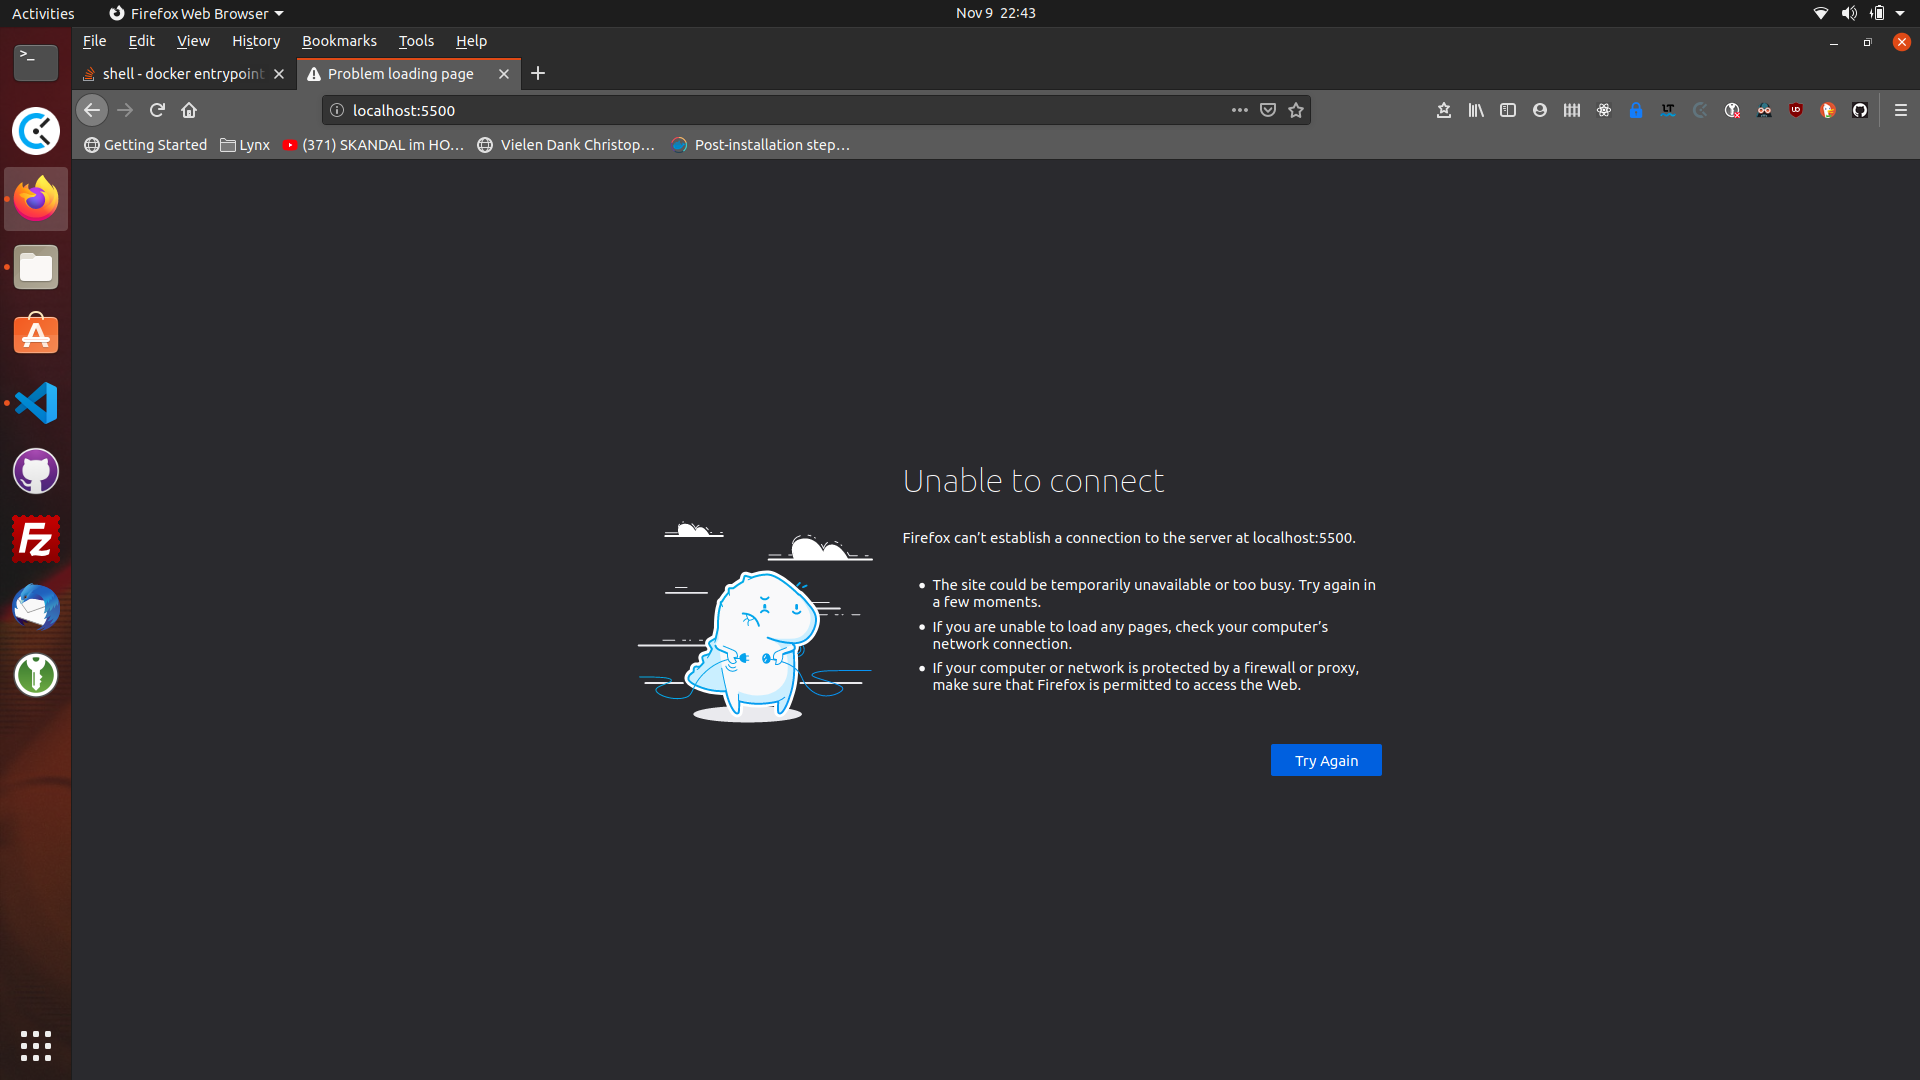 Activities
Firefox Web Browser
Nov 9 22:43
File Edit View History Bookmarks Tools Help
shell - docker entrypoint
Problem loading page
localhost:5500
Getting Started
Lynx
(371) SKANDAL im HO…
Vielen Dank Christop…
Post-installation step…
Unable to connect
Firefox can’t establish a connection to the server at localhost:5500.
• The site could be temporarily unavailable or too busy. Try again in
a few moments.
• If you are unable to load any pages, check your computer’s
network connection.
• If your computer or network is protected by a firewall or proxy,
make sure that Firefox is permitted to access the Web.
Try Again